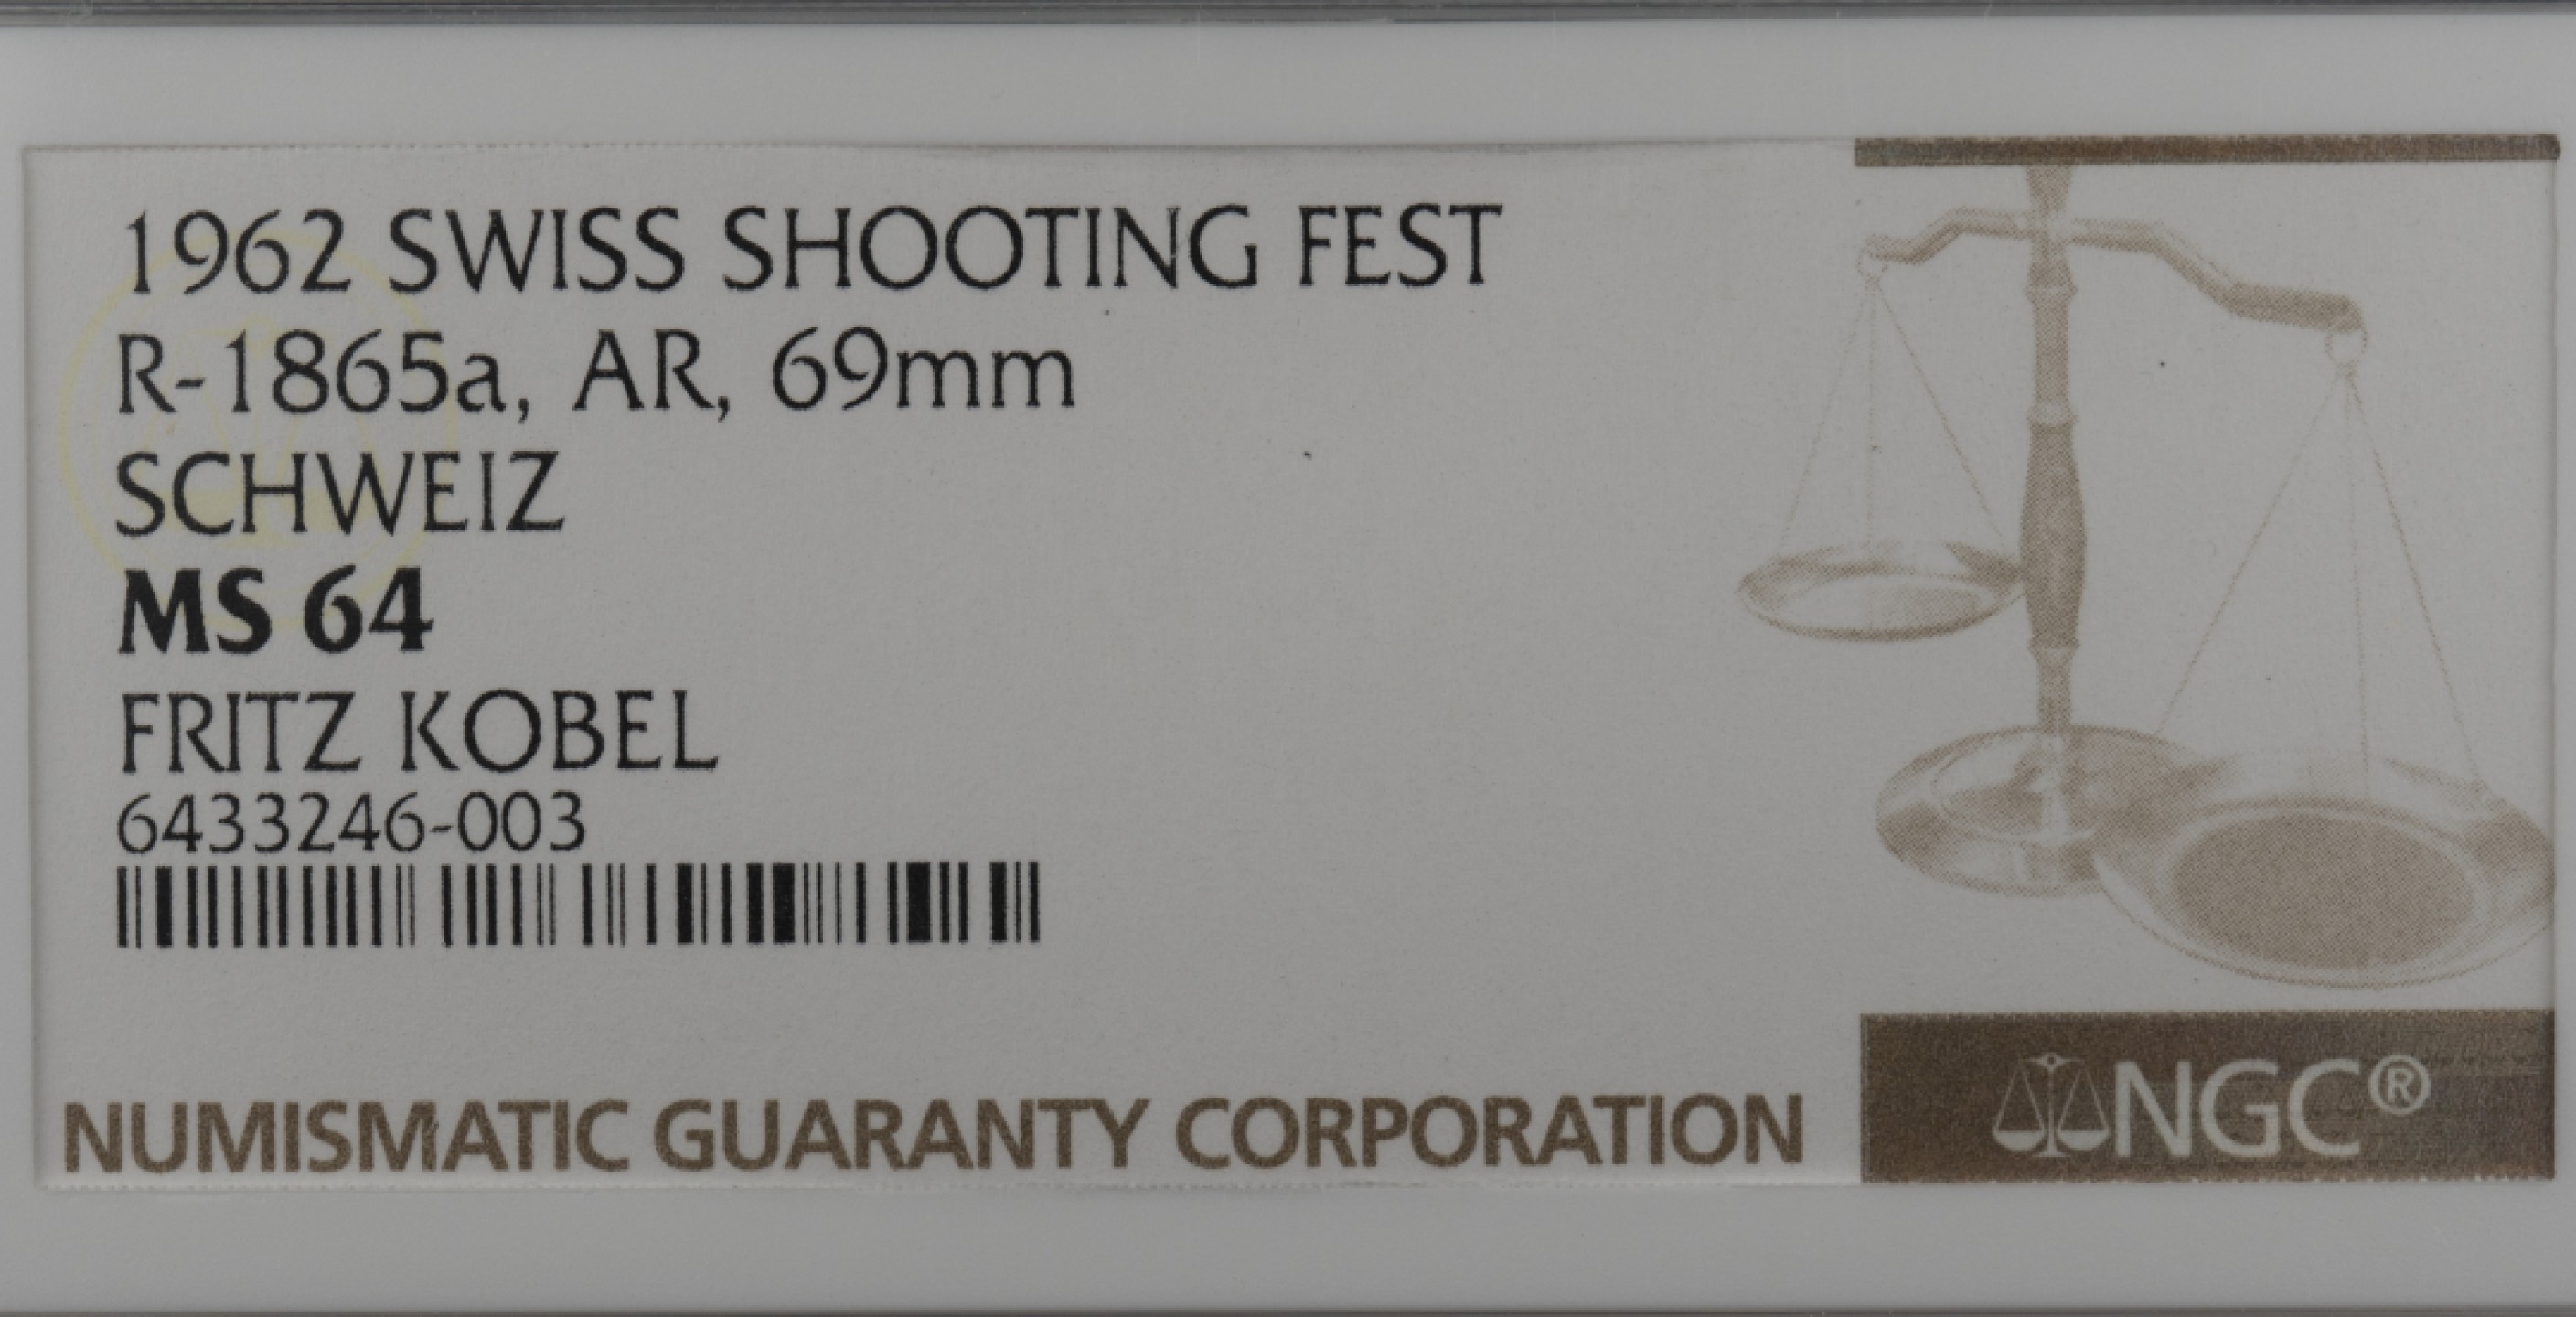 1962 SWISS SHOOTING FEST
R-1865a, AR, 69mm
SCHWEIZ
MS 64
FRITZ KOBEL
6433246-003
NUMISMATIC GUARANTY CORPORATION
NGC®